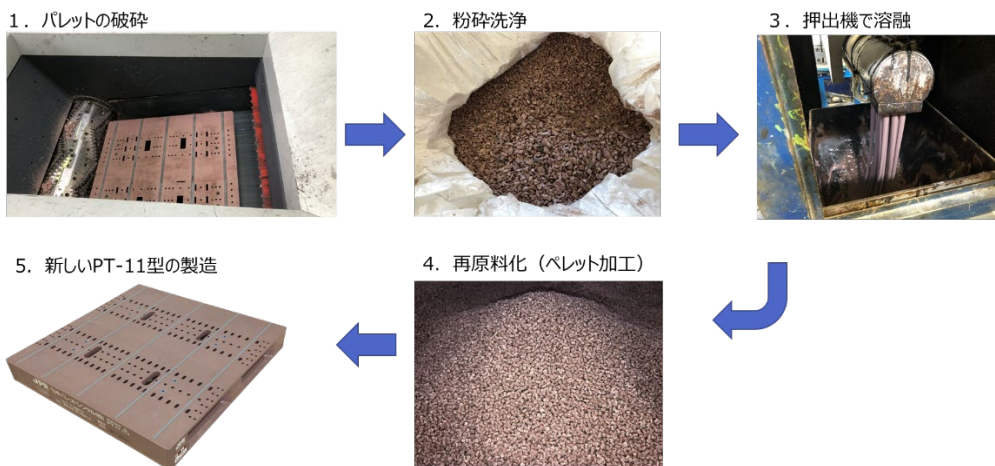 1．パレットの破砕
2．粉砕洗浄
3．押出機で溶融
4．再原料化（ペレット加工）
5．新しいPT-11型の製造